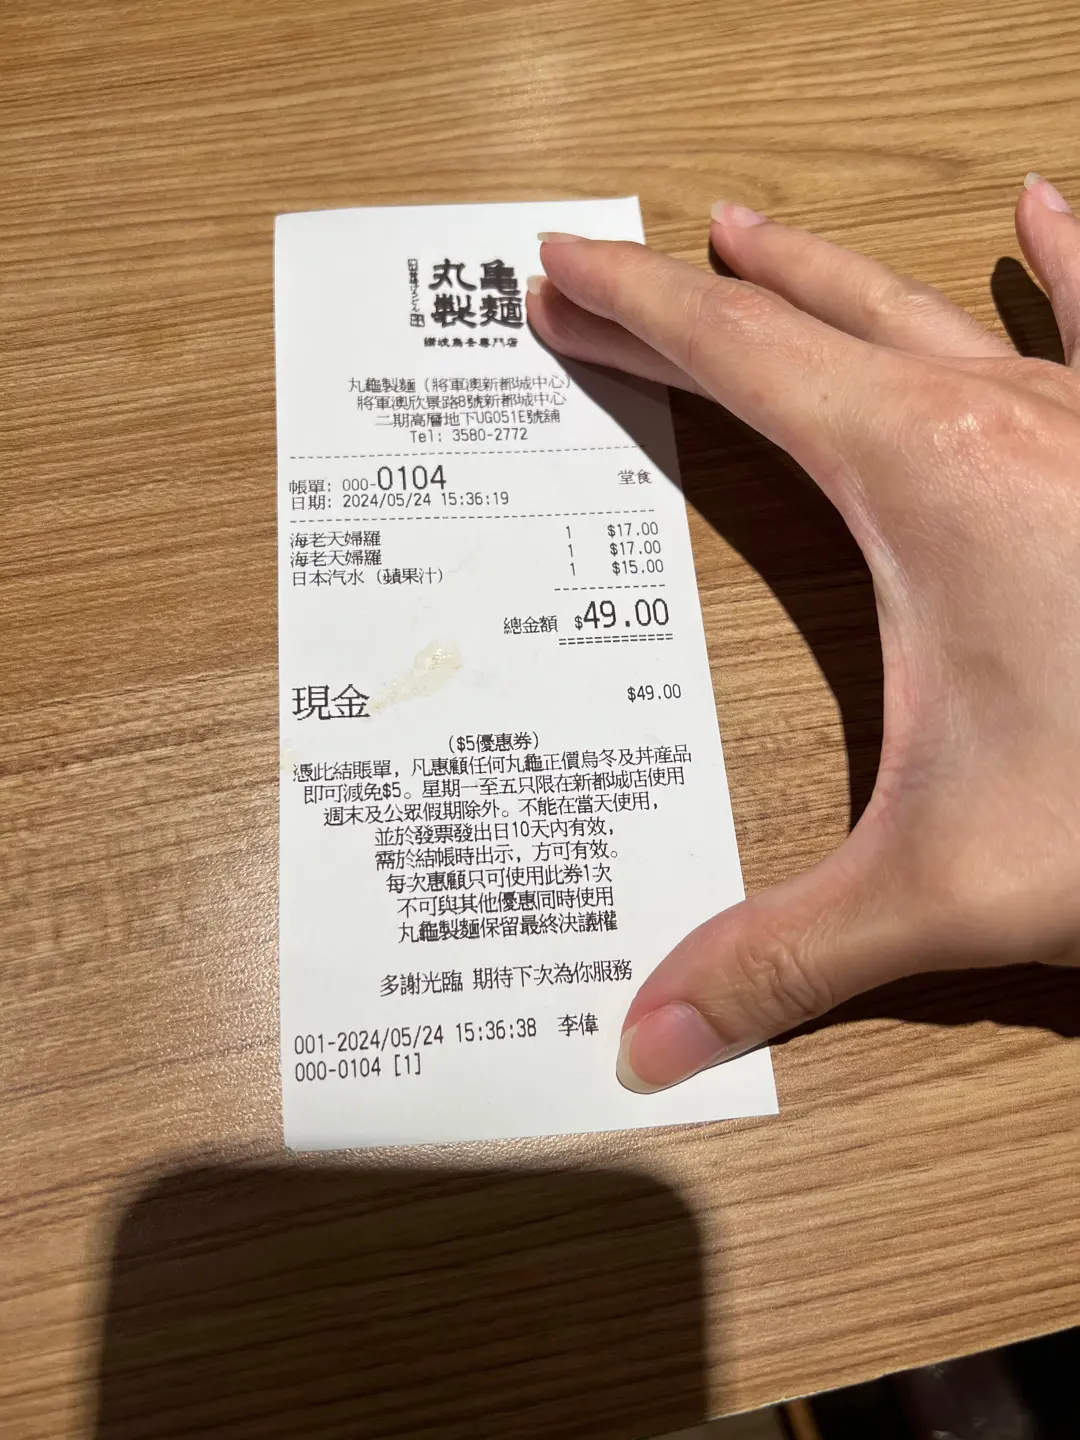 丸亀
製麵
讃岐烏冬專門店
丸龜製麵（將軍澳新都城中心）
將軍澳欣景路8號新都城中心
二期高層地下UG051E號舖
Tel: 3580-2772
帳單: 000-0104 堂食
日期: 2024/05/24 15:36:19
海老天婦羅 1 $17.00
海老天婦羅 1 $17.00
日本汽水（蘋果汁） 1 $15.00
總金額 $49.00
現金 $49.00
($5優惠券)
憑此結賬單，凡惠顧任何丸龜正價烏冬及丼產品
即可減免$5。星期一至五只限在新都城店使用
週末及公眾假期除外。不能在當天使用，
並於發票發出日10天內有效，
需於結帳時出示，方可有效。
每次惠顧只可使用此券1次
不可與其他優惠同時使用
丸龜製麵保留最終決議權
多謝光臨 期待下次為你服務
001-2024/05/24 15:36:38 李偉
000-0104 [1]